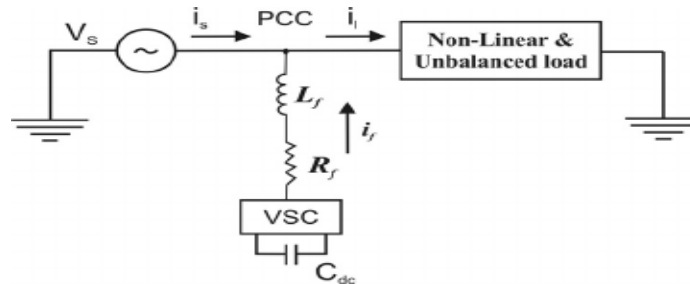 Vs is PCC il
Non-Linear &
Unbalanced load
Lf
if
Rf
VSC
Cdc